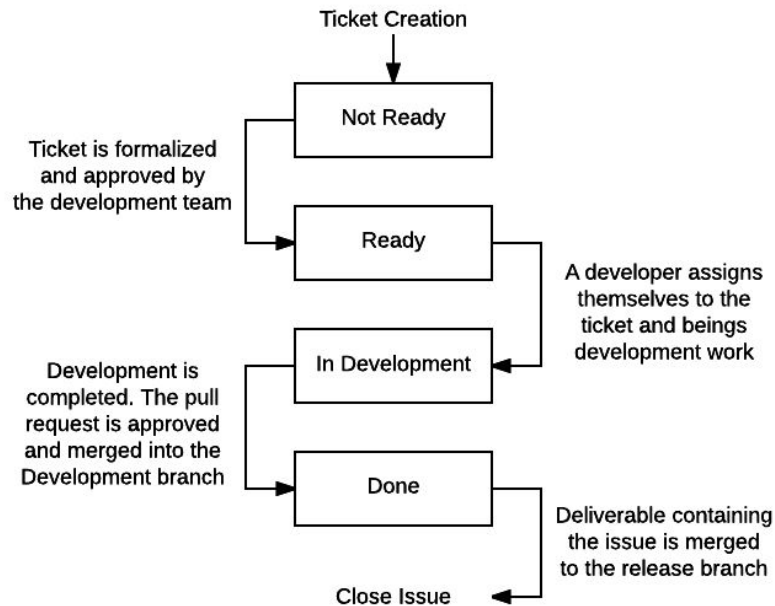 Ticket Creation
Not Ready
Ticket is formalized
and approved by
the development team
Ready
A developer assigns
themselves to the
ticket and beings
development work
In Development
Development is
completed. The pull
request is approved
and merged into the
Development branch
Done
Deliverable containing
the issue is merged
to the release branch
Close Issue